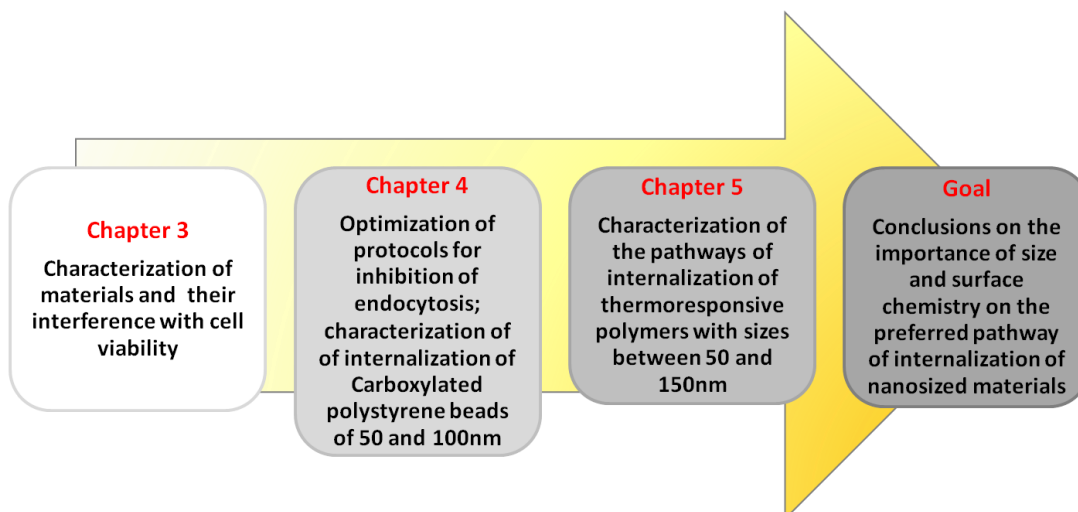 Chapter 3
Characterization of
materials and their
interference with cell
viability
Chapter 4
Optimization of
protocols for
inhibition of
endocytosis;
characterization of
of internalization of
Carboxylated
polystyrene beads
of 50 and 100nm
Chapter 5
Characterization of
the pathways of
internalization of
thermoresponsive
polymers with sizes
between 50 and
150nm
Goal
Conclusions on the
importance of size
and surface
chemistry on the
preferred pathway
of internalization of
nanosized materials